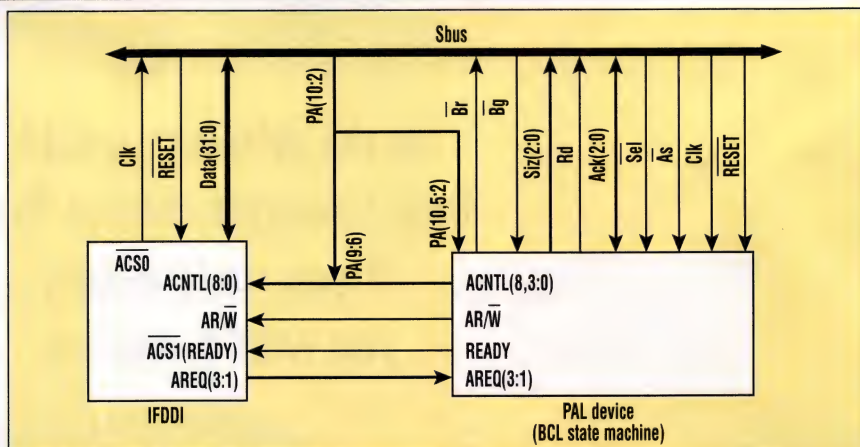 Sbus
Clk
RESET
Data(31:0)
PA(10:2)
PA(9:6)
PA(10,5:2)
Br
Bg
Siz(2:0)
Rd
Ack(2:0)
Sel
As
Clk
RESET
ACS0
ACNTL(8:0)
AR/W
ACS1(READY)
AREQ(3:1)
IFDDI
ACNTL(8,3:0)
AR/W
READY
AREQ(3:1)
PAL device
(BCL state machine)